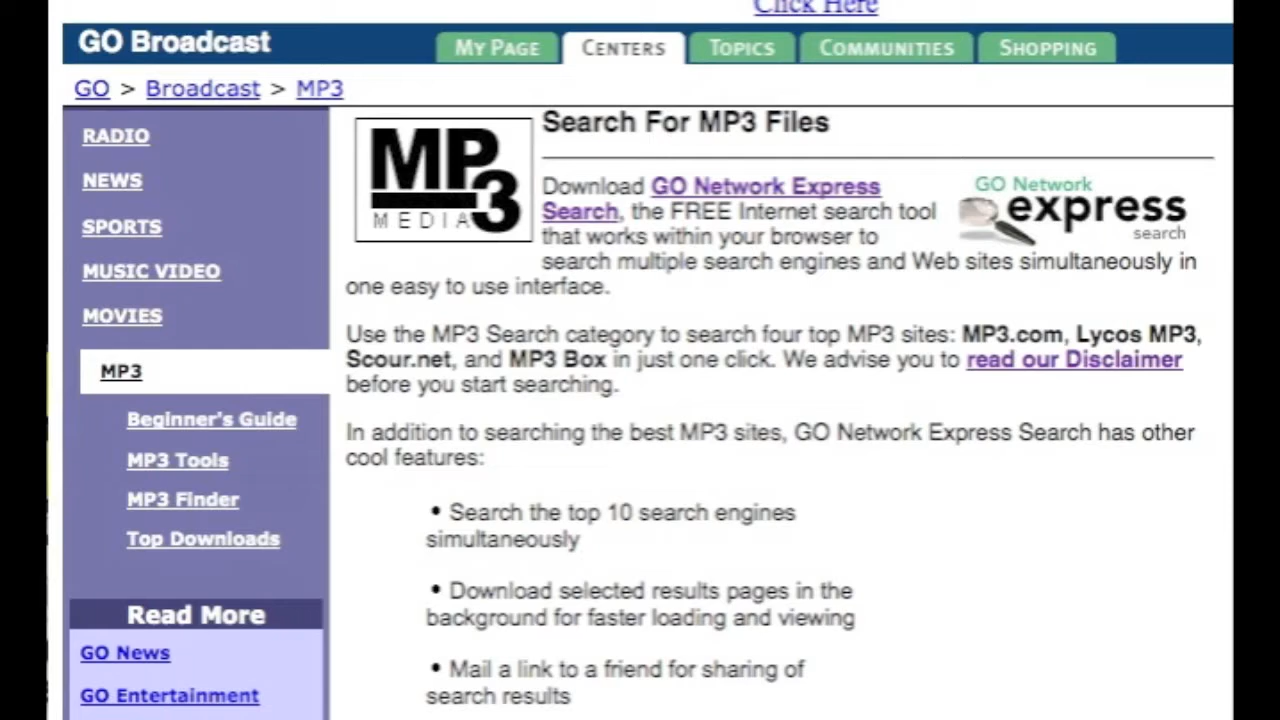 Click Here
GO Broadcast
MY PAGE
CENTERS
TOPICS
COMMUNITIES
SHOPPING
GO > Broadcast > MP3
RADIO
NEWS
SPORTS
MUSIC VIDEO
MOVIES
MP3
Beginner's Guide
MP3 Tools
MP3 Finder
Top Downloads
Read More
GO News
GO Entertainment
MP3
MEDIA
Search For MP3 Files
GO Network
express
search
Download GO Network Express
Search, the FREE Internet search tool
that works within your browser to
search multiple search engines and Web sites simultaneously in
one easy to use interface.
Use the MP3 Search category to search four top MP3 sites: MP3.com, Lycos MP3,
Scour.net, and MP3 Box in just one click. We advise you to read our Disclaimer
before you start searching.
In addition to searching the best MP3 sites, GO Network Express Search has other
cool features:
• Search the top 10 search engines
simultaneously
• Download selected results pages in the
background for faster loading and viewing
• Mail a link to a friend for sharing of
search results